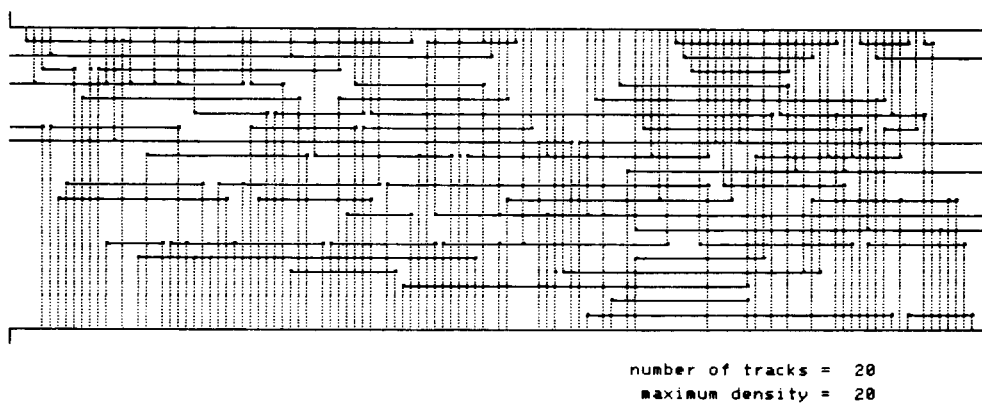 number of tracks = 20
maximum density = 20